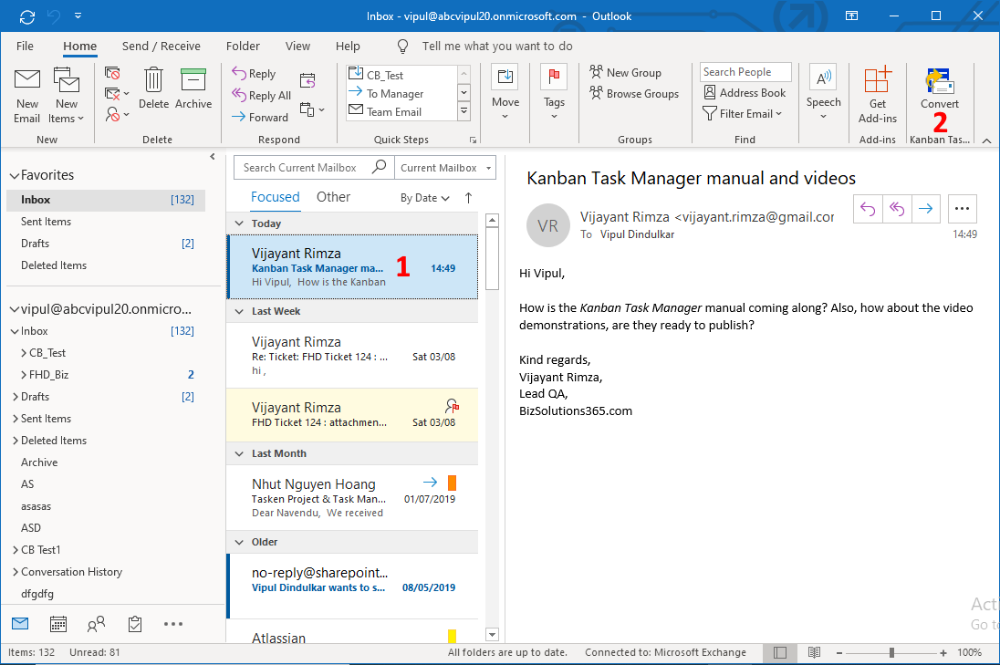 Inbox - vipul@abcvipul20.onmicrosoft.com - Outlook
File Home Send / Receive Folder View Help Tell me what you want to do
New Email
New Items
New
Delete
Archive
Delete
Reply
Reply All
Forward
Respond
CB_Test
To Manager
Team Email
Quick Steps
Move
Tags
New Group
Browse Groups
Groups
Search People
Address Book
Filter Email
Find
Speech
Get Add-ins
Add-ins
Convert
2
Kanban Tas...
Favorites
Inbox [132]
Sent Items
Drafts [2]
Deleted Items
vipul@abcvipul20.onmicro...
Inbox [132]
CB_Test
FHD_Biz 2
Drafts [2]
Sent Items
Deleted Items
Archive
AS
asasas
ASD
CB Test1
Conversation History
dfgdfg
Search Current Mailbox Current Mailbox
Focused Other By Date
Today
Vijayant Rimza
Kanban Task Manager ma... 14:49
Hi Vipul, How is the Kanban
1
Last Week
Vijayant Rimza
Re: Ticket: FHD Ticket 124 : ... Sat 03/08
hi ,
Vijayant Rimza
FHD Ticket 124 : attachmen... Sat 03/08
Last Month
Nhut Nguyen Hoang
Tasken Project & Task Man... 01/07/2019
Dear Navendu, We received
Older
no-reply@sharepoint...
Vipul Dindulkar wants to s... 08/05/2019
Atlassian
Kanban Task Manager manual and videos
VR
Vijayant Rimza <vijayant.rimza@gmail.cor
To Vipul Dindulkar 14:49
Hi Vipul,
How is the Kanban Task Manager manual coming along? Also, how about the video
demonstrations, are they ready to publish?
Kind regards,
Vijayant Rimza,
Lead QA,
BizSolutions365.com
Acti
Go to
Items: 132 Unread: 81 All folders are up to date. Connected to: Microsoft Exchange 100%